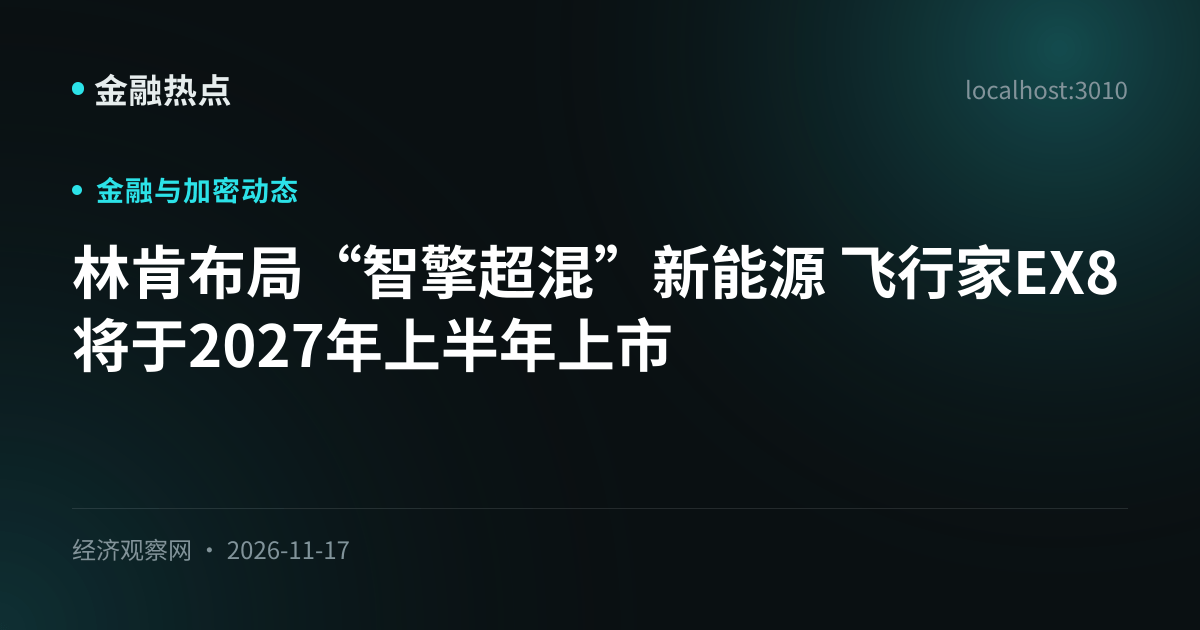 金融热点
localhost:3010
金融与加密动态
林肯布局“智擎超混”新能源 飞行家EX8
将于2027年上半年上市
经济观察网 • 2026-11-17